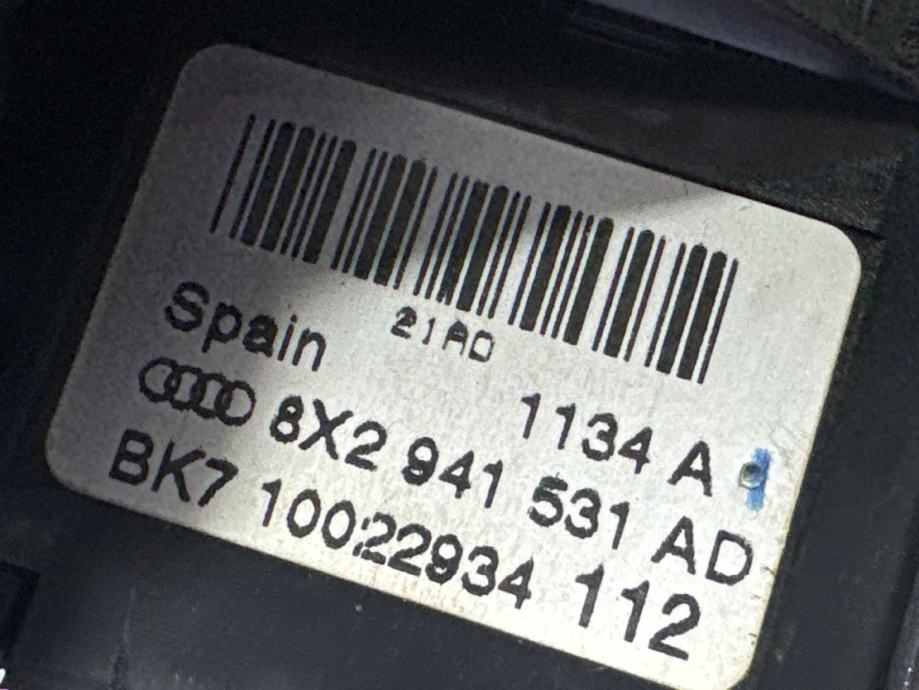 21AD
Spain
1134 A
8X2 941 531 AD
BK7 10022934 112